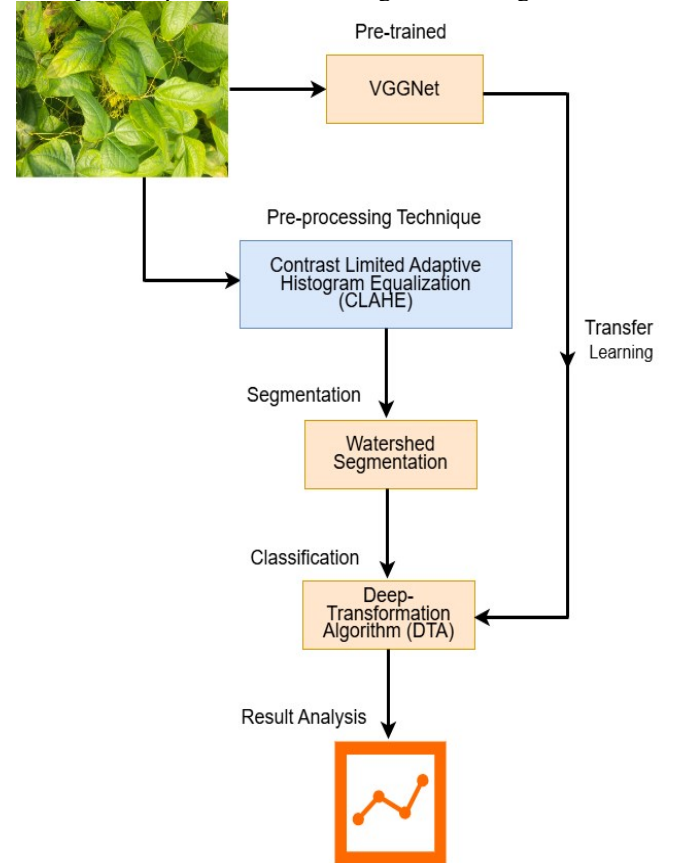 Pre-trained
VGGNet
Pre-processing Technique
Contrast Limited Adaptive
Histogram Equalization
(CLAHE)
Transfer
Learning
Segmentation
Watershed
Segmentation
Classification
Deep-
Transformation
Algorithm (DTA)
Result Analysis